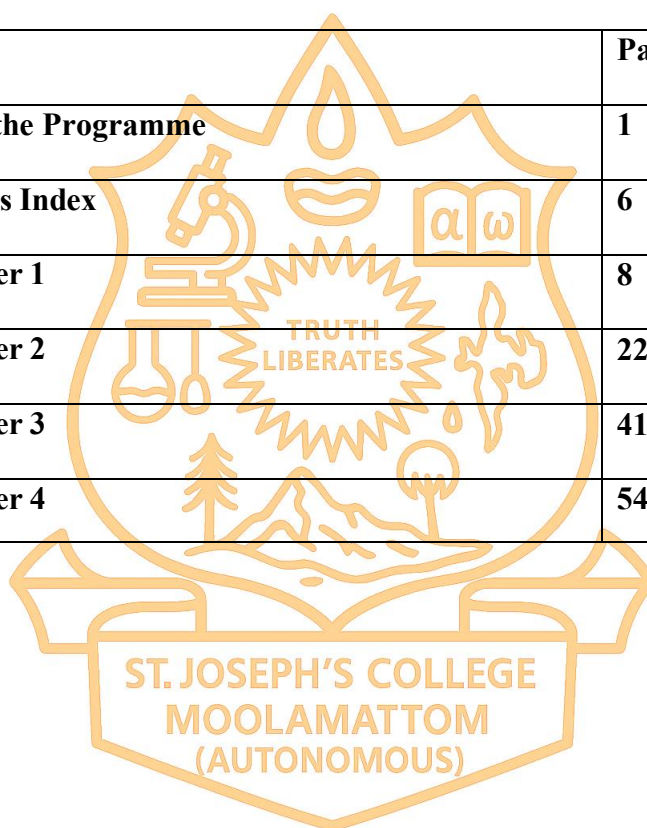 Pa
the Programme 1
s Index 6
α ω
er 1 8
TRUTH
LIBERATES
er 2 22
er 3 41
er 4 54
ST. JOSEPH'S COLLEGE
MOOLAMATTOM
(AUTONOMOUS)